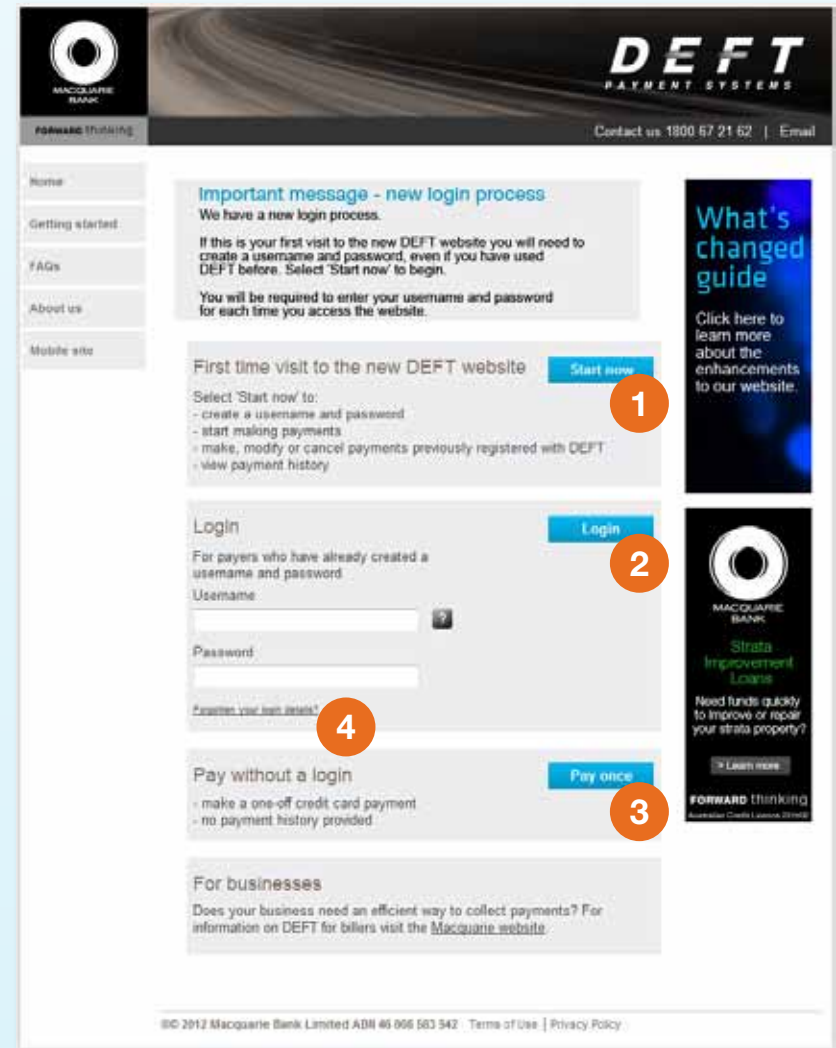 MACQUARIE
BANK
FORWARD thinking
DEFT
PAYMENT SYSTEMS
Contact us 1800 67 21 62 | Email
Home
Getting started
FAQs
About us
Mobile site
Important message - new login process
We have a new login process.
If this is your first visit to the new DEFT website you will need to
create a username and password, even if you have used
DEFT before. Select 'Start now' to begin.
You will be required to enter your username and password
for each time you access the website.
First time visit to the new DEFT website
Start now
1
Select 'Start now' to:
- create a username and password
- start making payments
- make, modify or cancel payments previously registered with DEFT
- view payment history
Login
Login
2
For payers who have already created a
username and password
Username
?
Password
Forgotten your login details?
4
Pay without a login
Pay once
3
- make a one-off credit card payment
- no payment history provided
For businesses
Does your business need an efficient way to collect payments? For
information on DEFT for billers visit the Macquarie website.
What's
changed
guide
Click here to
learn more
about the
enhancements
to our website.
MACQUARIE
BANK
Strata
Improvement
Loans
Need funds quickly
to improve or repair
your strata property?
> Learn more
FORWARD thinking
Australian Credit Licence
©© 2012 Macquarie Bank Limited ABN 46 008 583 542 Terms of Use | Privacy Policy